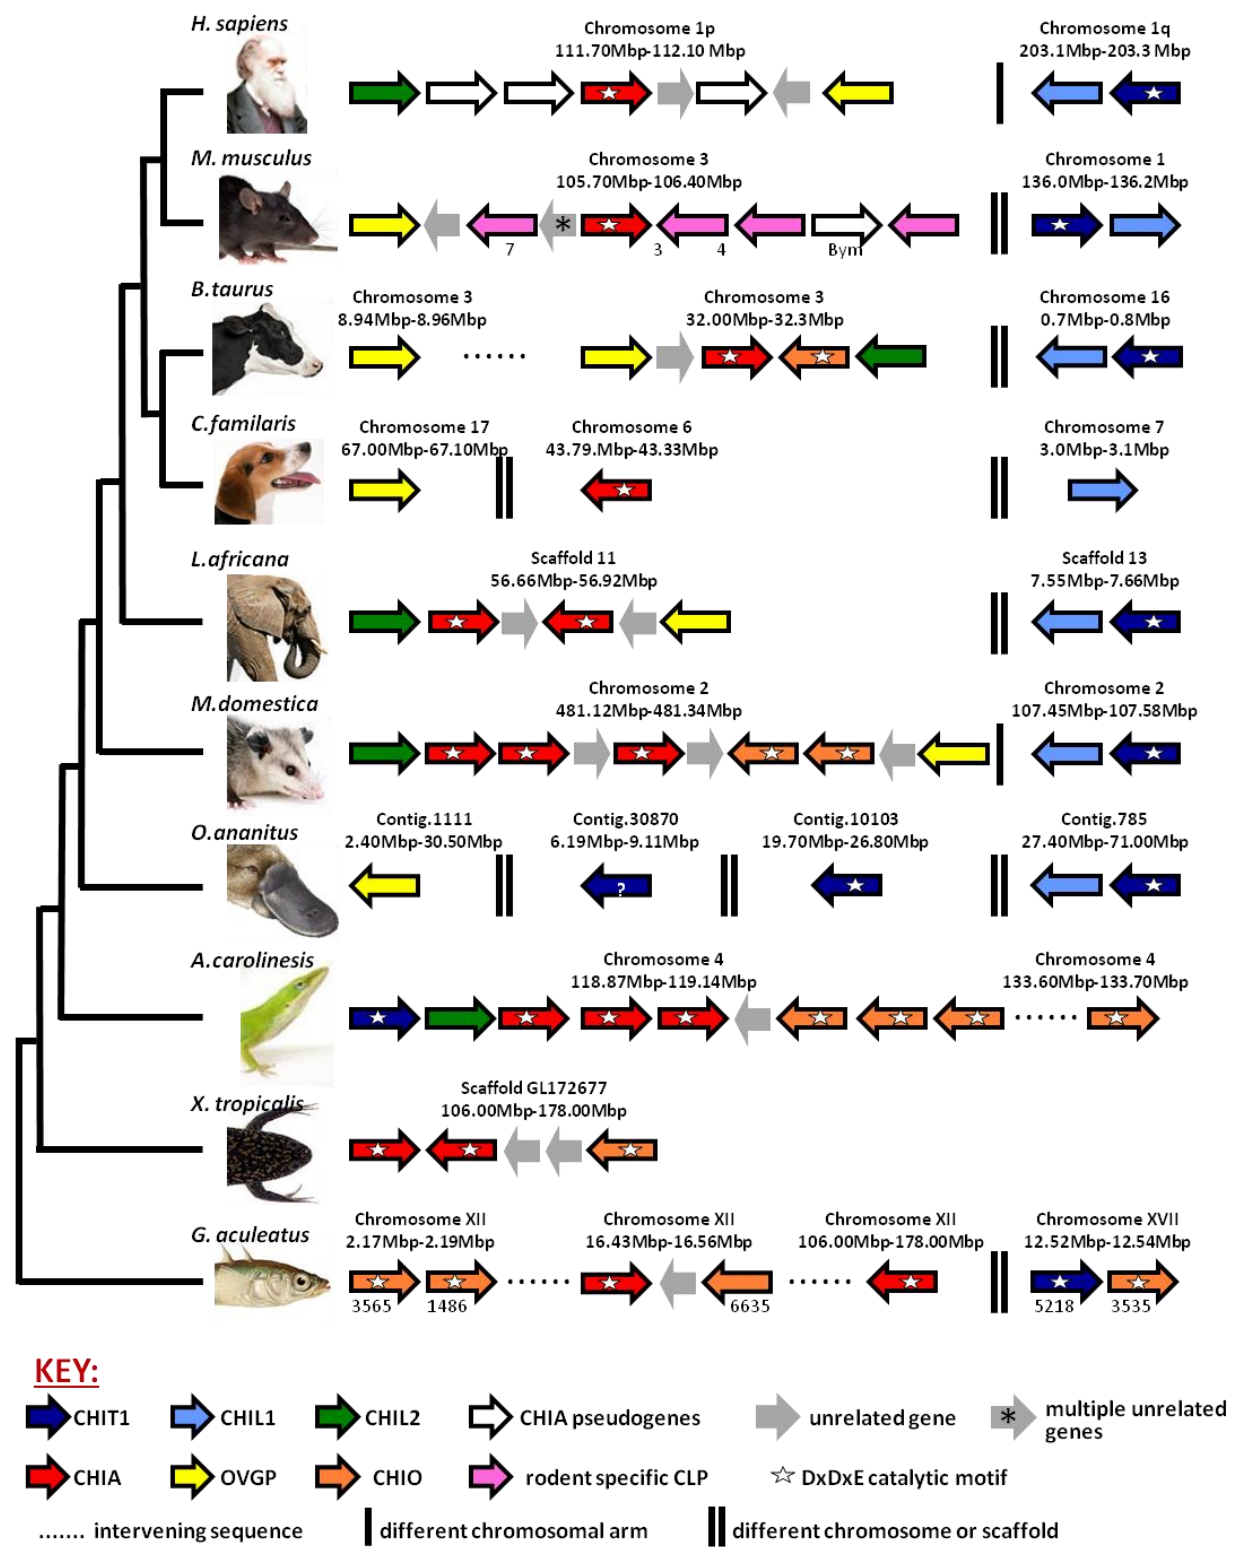 H. sapiens
Chromosome 1p
111.70Mbp-112.10 Mbp
Chromosome 1q
203.1Mbp-203.3 Mbp
M. musculus
Chromosome 3
105.70Mbp-106.40Mbp
Chromosome 1
136.0Mbp-136.2Mbp
*
7
3
4
Bym
B.taurus
Chromosome 3
8.94Mbp-8.96Mbp
Chromosome 3
32.00Mbp-32.3Mbp
Chromosome 16
0.7Mbp-0.8Mbp
C.familaris
Chromosome 17
67.00Mbp-67.10Mbp
Chromosome 6
43.79.Mbp-43.33Mbp
Chromosome 7
3.0Mbp-3.1Mbp
L.africana
Scaffold 11
56.66Mbp-56.92Mbp
Scaffold 13
7.55Mbp-7.66Mbp
M.domestica
Chromosome 2
481.12Mbp-481.34Mbp
Chromosome 2
107.45Mbp-107.58Mbp
O.ananitus
Contig.1111
2.40Mbp-30.50Mbp
Contig.30870
6.19Mbp-9.11Mbp
Contig.10103
19.70Mbp-26.80Mbp
Contig.785
27.40Mbp-71.00Mbp
?
A.carolinesis
Chromosome 4
118.87Mbp-119.14Mbp
Chromosome 4
133.60Mbp-133.70Mbp
X. tropicalis
Scaffold GL172677
106.00Mbp-178.00Mbp
G. aculeatus
Chromosome XII
2.17Mbp-2.19Mbp
Chromosome XII
16.43Mbp-16.56Mbp
Chromosome XII
106.00Mbp-178.00Mbp
Chromosome XVII
12.52Mbp-12.54Mbp
3565
1486
6635
5218
3535
KEY:
CHIT1
CHIL1
CHIL2
CHIA pseudogenes
unrelated gene
*
multiple unrelated
genes
CHIA
OVGP
CHIO
rodent specific CLP
DxDxE catalytic motif
....... intervening sequence
different chromosomal arm
different chromosome or scaffold